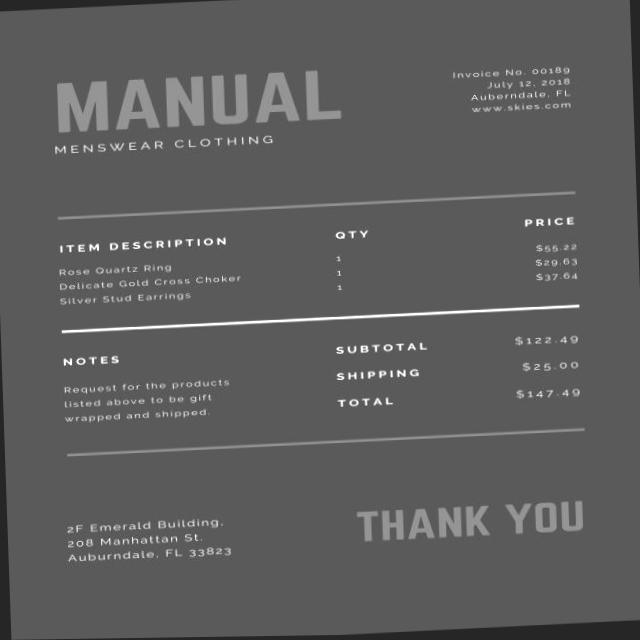 MANUAL
MENSWEAR CLOTHING
Invoice No. 00189
July 12, 2018
Auberndale, FL
www.skies.com
ITEM DESCRIPTION QTY PRICE
Rose Quartz Ring 1 $55.22
Delicate Gold Cross Choker 1 $29.63
Silver Stud Earrings 1 $37.64
NOTES
Request for the products
listed above to be gift
wrapped and shipped.
SUBTOTAL $122.49
SHIPPING $25.00
TOTAL $147.49
2F Emerald Building,
208 Manhattan St.
Auburndale, FL 33823
THANK YOU